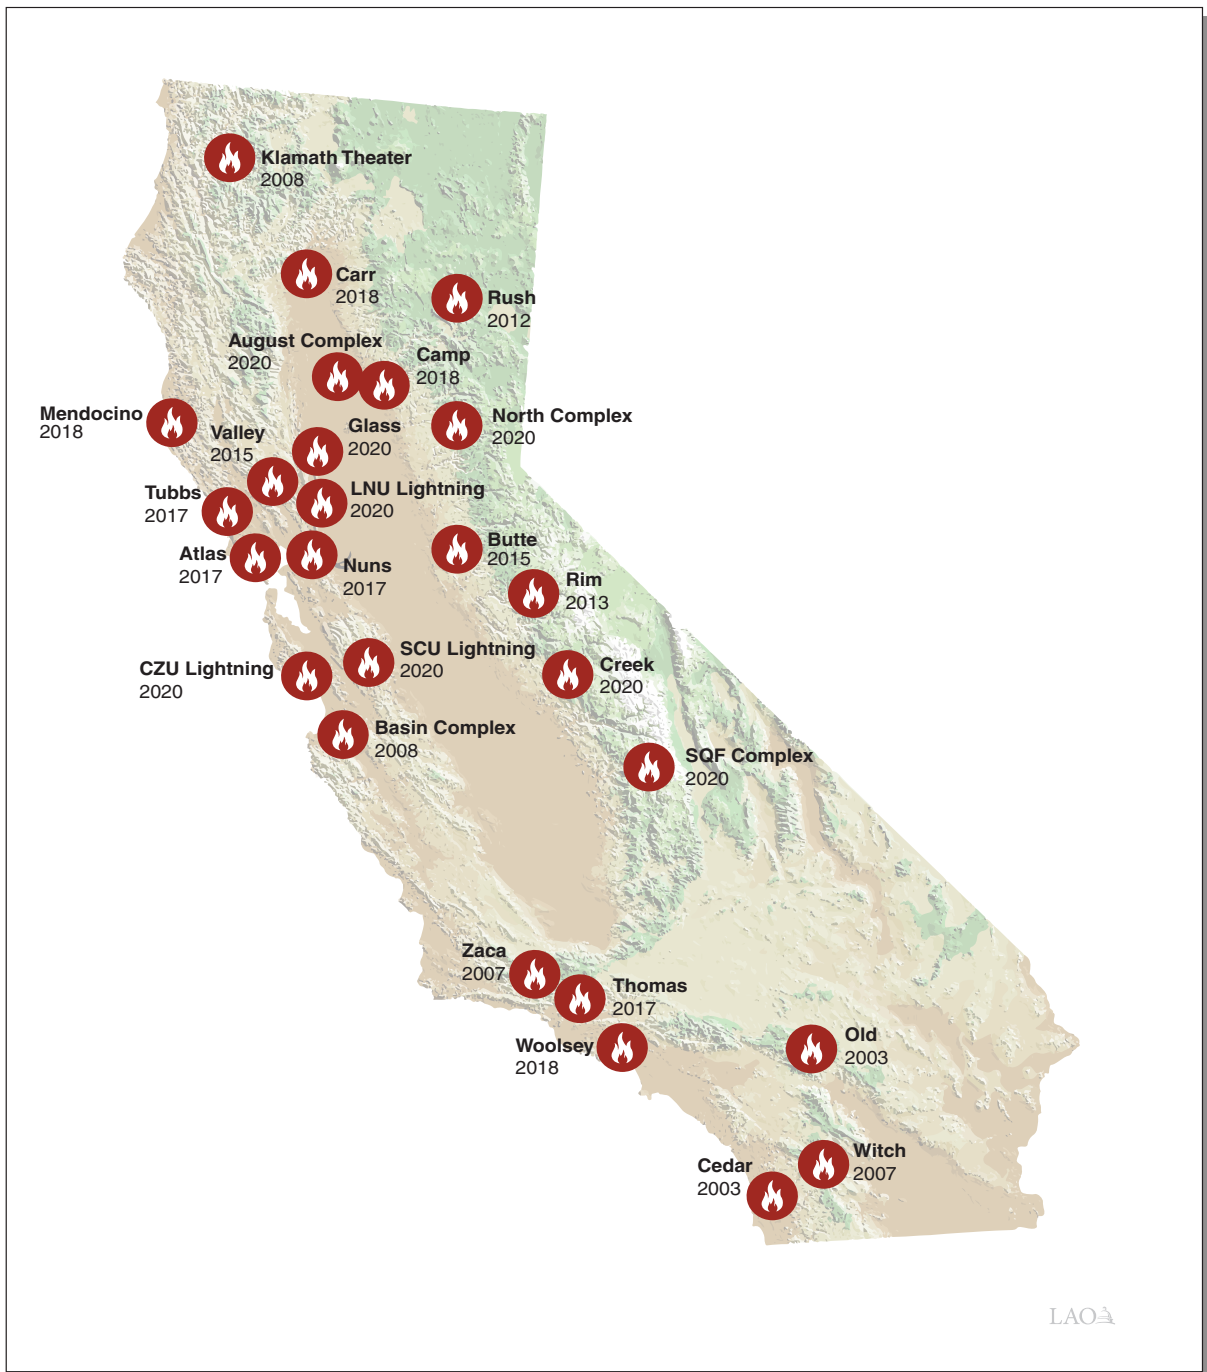 Klamath Theater
2008
Carr
2018
Rush
2012
August Complex
2020
Camp
2018
Mendocino
2018
North Complex
2020
Valley
2015
Glass
2020
Tubbs
2017
LNU Lightning
2020
Atlas
2017
Nuns
2017
Butte
2015
Rim
2013
CZU Lightning
2020
SCU Lightning
2020
Creek
2020
Basin Complex
2008
SQF Complex
2020
Zaca
2007
Thomas
2017
Woolsey
2018
Old
2003
Cedar
2003
Witch
2007
LAO